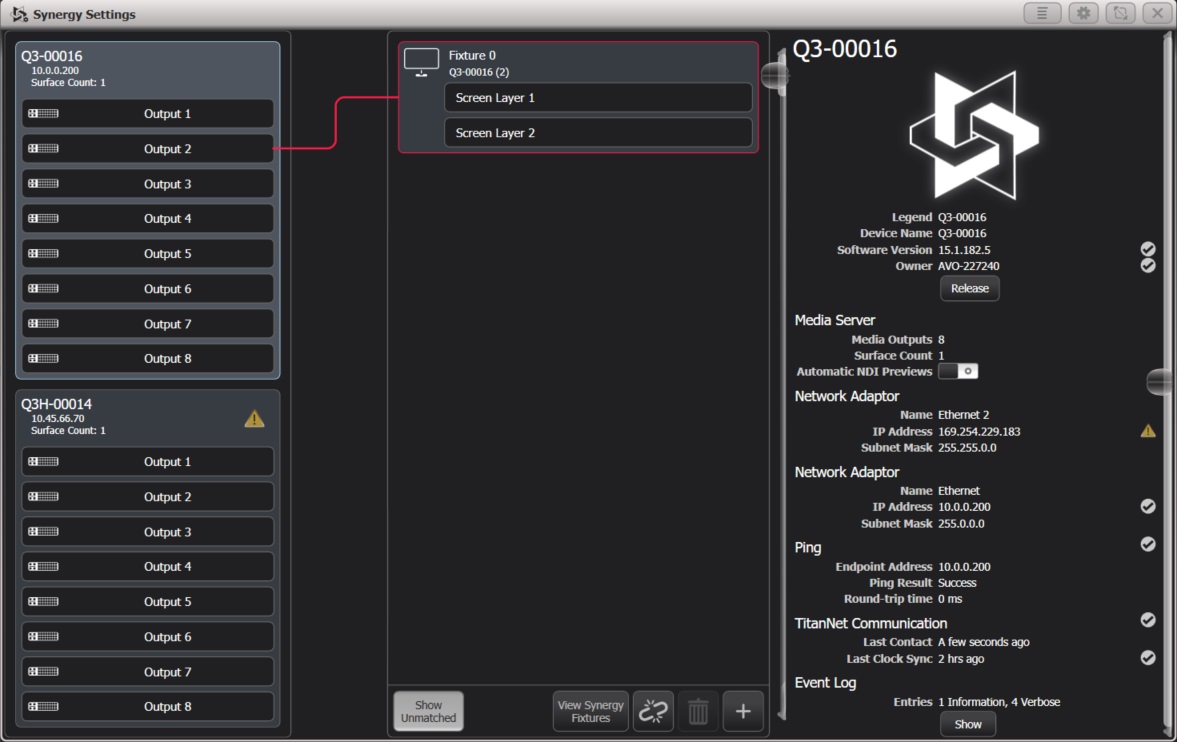 Synergy Settings
Q3-00016
10.0.0.200
Surface Count: 1
Output 1
Output 2
Output 3
Output 4
Output 5
Output 6
Output 7
Output 8
Q3H-00014
10.45.66.70
Surface Count: 1
Output 1
Output 2
Output 3
Output 4
Output 5
Output 6
Output 7
Output 8
Fixture 0
Q3-00016 (2)
Screen Layer 1
Screen Layer 2
Show
Unmatched
View Synergy
Fixtures
Q3-00016
Legend Q3-00016
Device Name Q3-00016
Software Version 15.1.182.5
Owner AVO-227240
Release
Media Server
Media Outputs 8
Surface Count 1
Automatic NDI Previews
Network Adaptor
Name Ethernet 2
IP Address 169.254.229.183
Subnet Mask 255.255.0.0
Network Adaptor
Name Ethernet
IP Address 10.0.0.200
Subnet Mask 255.0.0.0
Ping
Endpoint Address 10.0.0.200
Ping Result Success
Round-trip time 0 ms
TitanNet Communication
Last Contact A few seconds ago
Last Clock Sync 2 hrs ago
Event Log
Entries 1 Information, 4 Verbose
Show